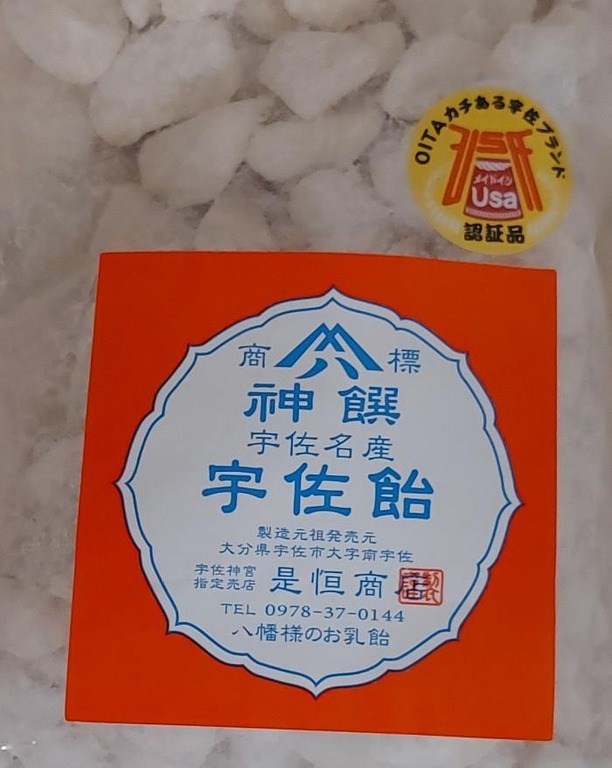 OITAカチある宇佐ブランド
メイドイン
Usa
認証品
商 標
神饌
宇佐名産
宇佐飴
製造元祖発売元
大分県宇佐市大字南宇佐
宇佐神宮
指定売店
是恒商店
TEL 0978-37-0144
八幡様のお乳飴